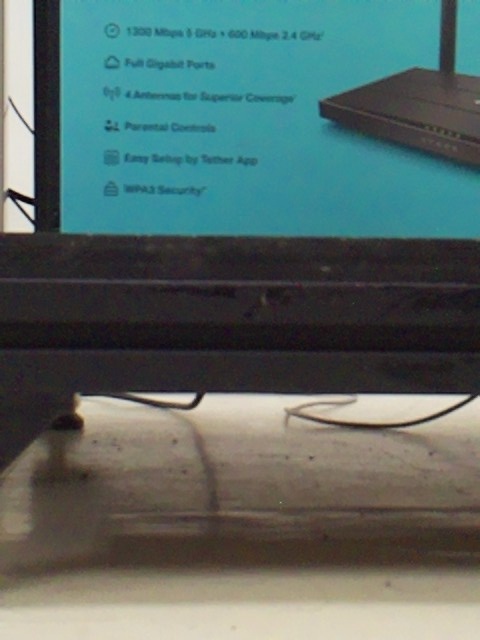 1300 Mbps 5 GHz + 600 Mbps 2.4 GHz
Full Gigabit Ports
4 Antennas for Superior Coverage
Parental Controls
Easy Setup by Tether App
WPA3 Security